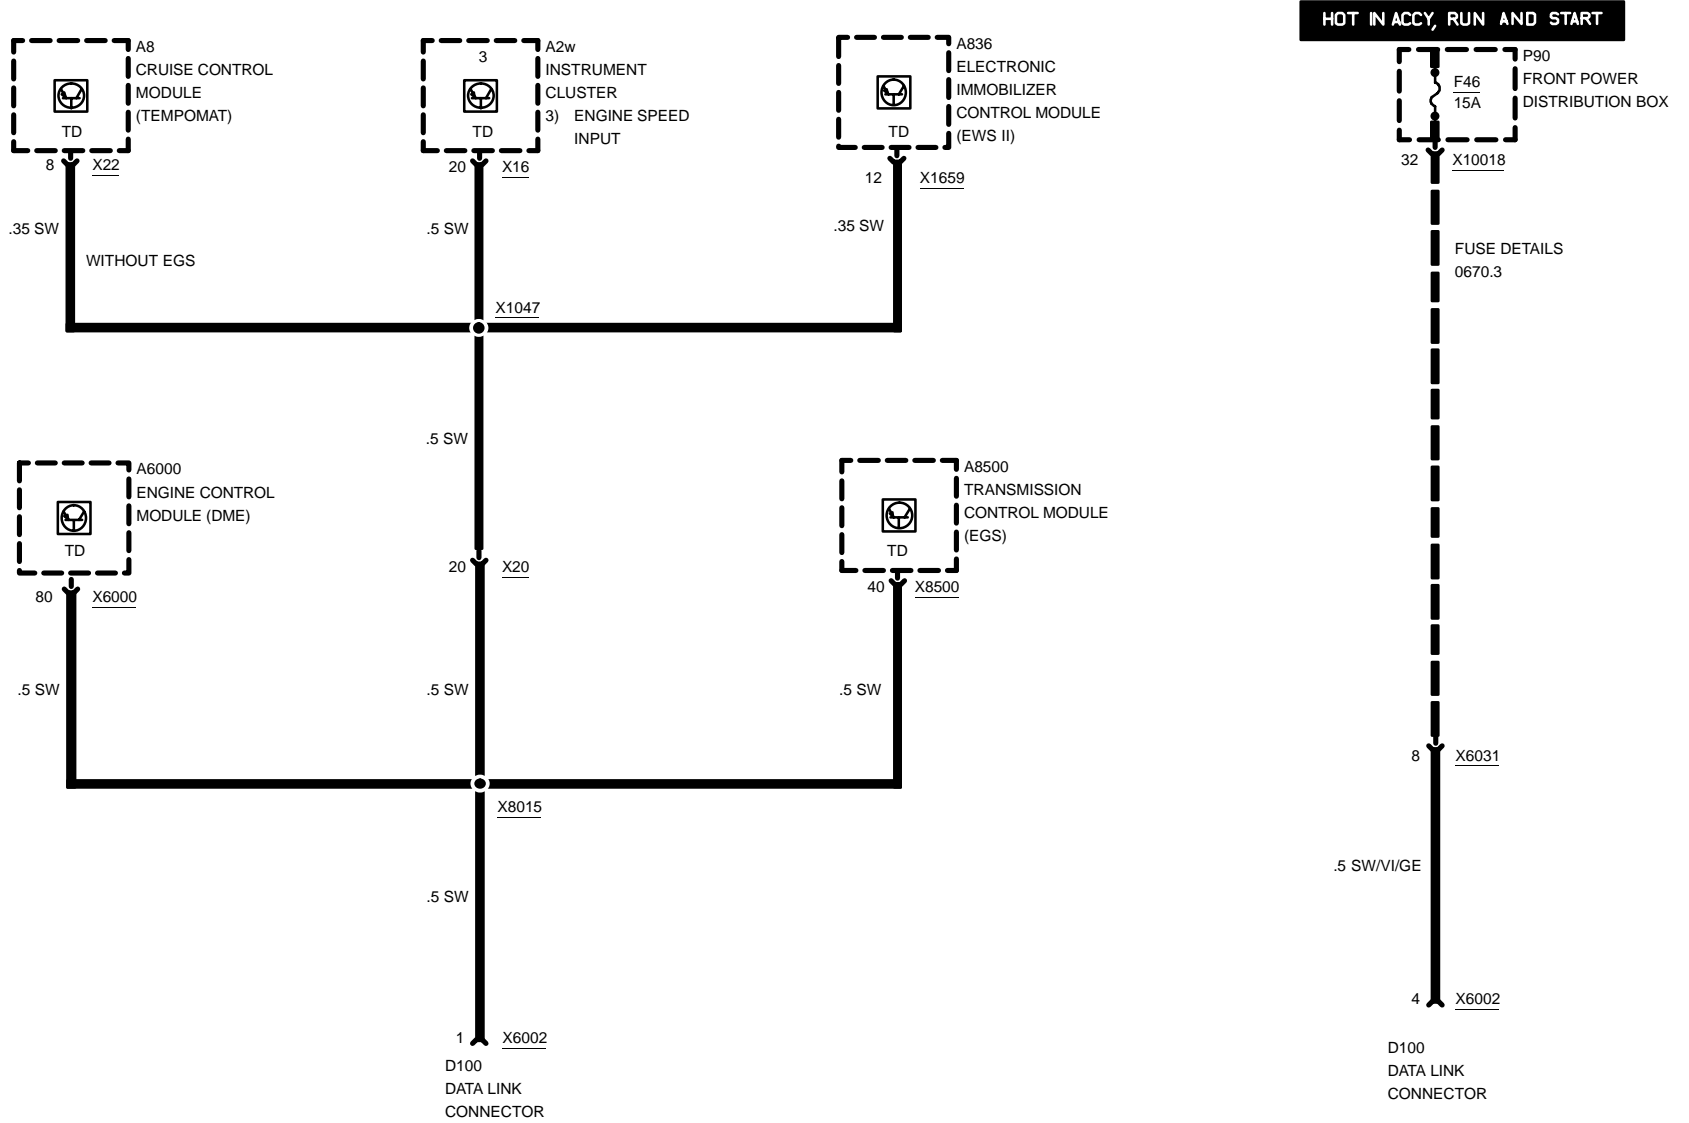 HOT IN ACCY, RUN AND START
A8
CRUISE CONTROL
MODULE
(TEMPOMAT)
TD
8 X22
.35 SW
WITHOUT EGS
A2w
INSTRUMENT
CLUSTER
3) ENGINE SPEED
INPUT
3
TD
20 X16
.5 SW
A836
ELECTRONIC
IMMOBILIZER
CONTROL MODULE
(EWS II)
TD
12 X1659
.35 SW
P90
FRONT POWER
DISTRIBUTION BOX
F46
15A
32 X10018
FUSE DETAILS
0670.3
X1047
.5 SW
A6000
ENGINE CONTROL
MODULE (DME)
TD
80 X6000
.5 SW
20 X20
.5 SW
A8500
TRANSMISSION
CONTROL MODULE
(EGS)
TD
40 X8500
.5 SW
X8015
.5 SW
1 X6002
D100
DATA LINK
CONNECTOR
8 X6031
.5 SW/VI/GE
4 X6002
D100
DATA LINK
CONNECTOR